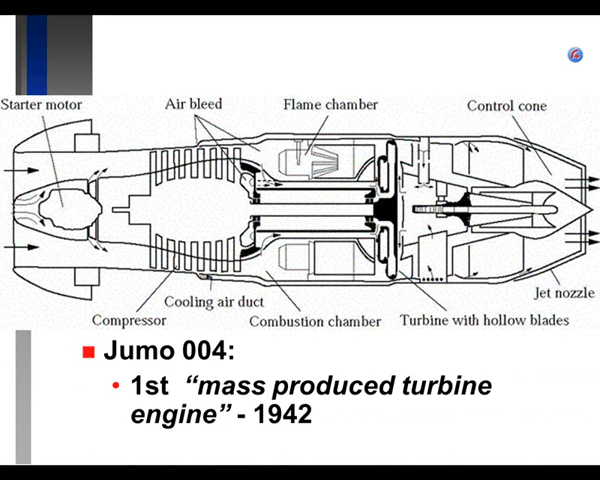 Starter motor
Air bleed
Flame chamber
Control cone
Cooling air duct
Jet nozzle
Compressor
Combustion chamber
Turbine with hollow blades
Jumo 004:
1st “mass produced turbine
engine” - 1942